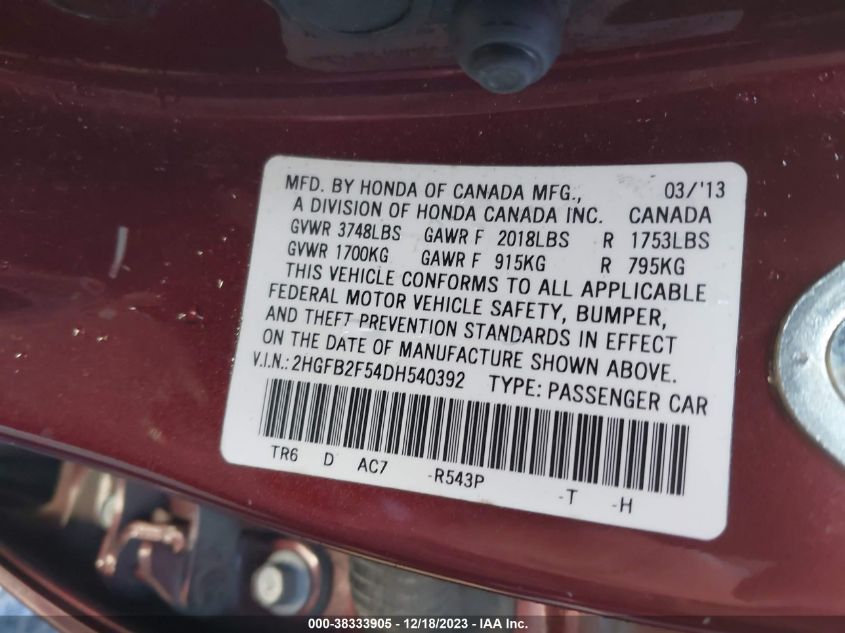 MFD. BY HONDA OF CANADA MFG., 03/'13
A DIVISION OF HONDA CANADA INC. CANADA
GVWR 3748LBS GAWR F 2018LBS R 1753LBS
GVWR 1700KG GAWR F 915KG R 795KG
THIS VEHICLE CONFORMS TO ALL APPLICABLE
FEDERAL MOTOR VEHICLE SAFETY, BUMPER,
AND THEFT PREVENTION STANDARDS IN EFFECT
ON THE DATE OF MANUFACTURE SHOWN ABOVE.
V.I.N.: 2HGFB2F54DH540392 TYPE: PASSENGER CAR
TR6 D AC7 -R543P -T -H
000-38333905 - 12/18/2023 - IAA Inc.